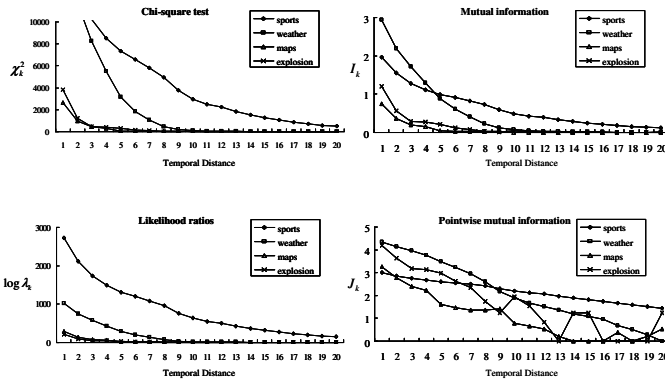 Chi-square test
sports
weather
maps
explosion
10000
8000
6000
4000
2000
0
χ²ₖ
1 2 3 4 5 6 7 8 9 10 11 12 13 14 15 16 17 18 19 20
Temporal Distance
Mutual information
sports
weather
maps
explosion
3
2
1
0
Iₖ
1 2 3 4 5 6 7 8 9 10 11 12 13 14 15 16 17 18 19 20
Temporal Distance
Likelihood ratios
sports
weather
maps
explosion
3000
2000
1000
0
log λₖ
1 2 3 4 5 6 7 8 9 10 11 12 13 14 15 16 17 18 19 20
Temporal Distance
Pointwise mutual information
sports
weather
maps
explosion
5
4
3
2
1
0
Jₖ
1 2 3 4 5 6 7 8 9 10 11 12 13 14 15 16 17 18 19 20
Temporal Distance